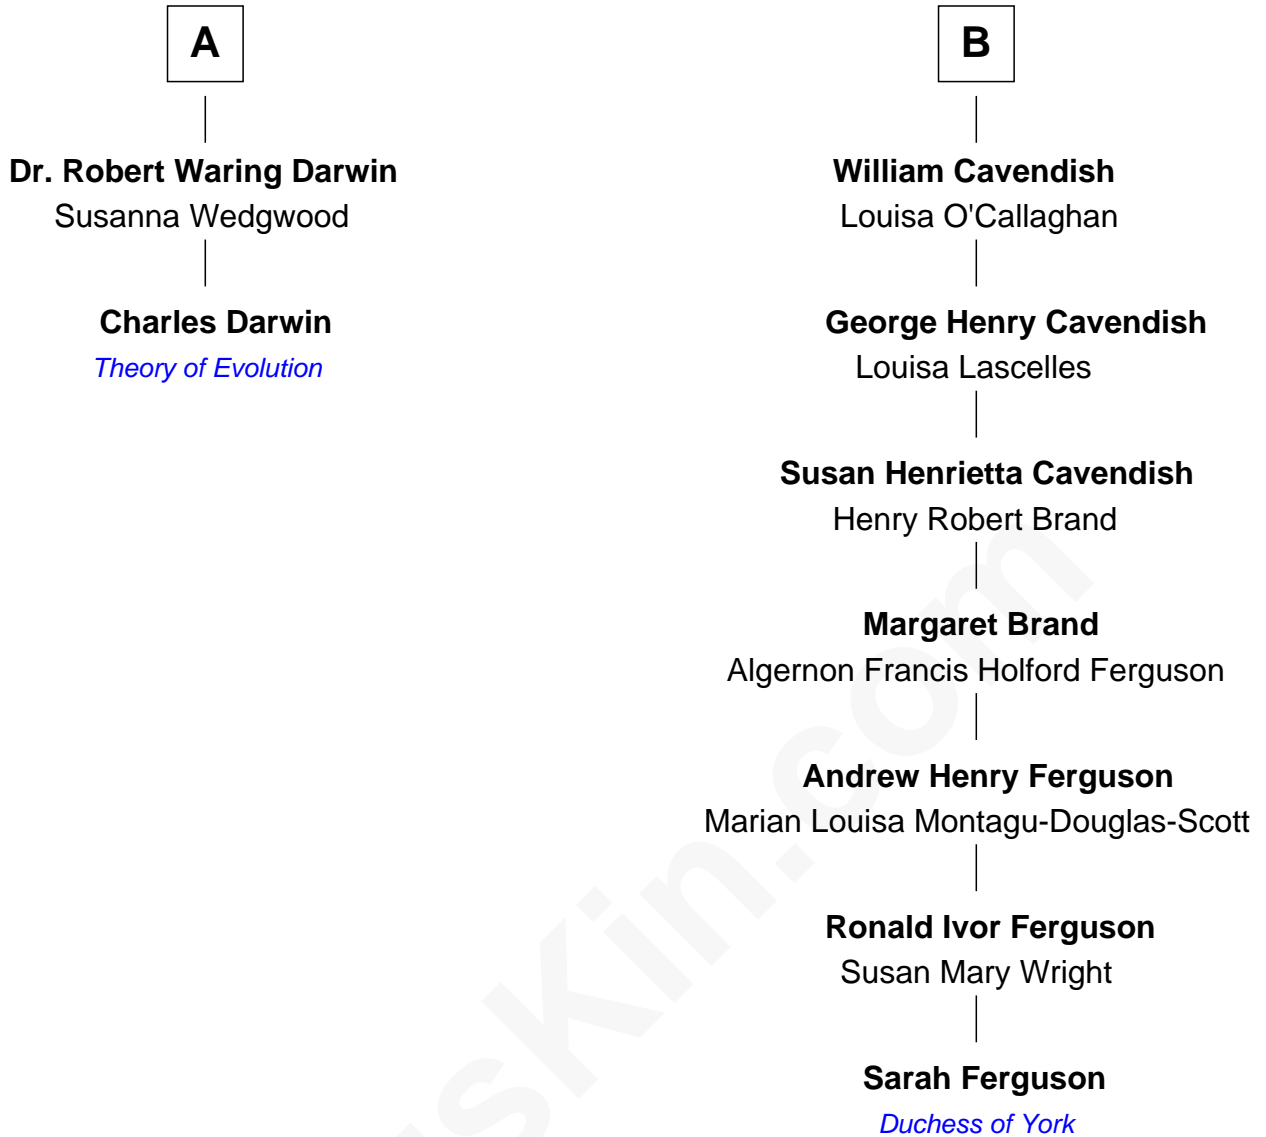 A
Dr. Robert Waring Darwin
Susanna Wedgwood
Charles Darwin
Theory of Evolution
B
William Cavendish
Louisa O'Callaghan
George Henry Cavendish
Louisa Lascelles
Susan Henrietta Cavendish
Henry Robert Brand
Margaret Brand
Algernon Francis Holford Ferguson
Andrew Henry Ferguson
Marian Louisa Montagu-Douglas-Scott
Ronald Ivor Ferguson
Susan Mary Wright
Sarah Ferguson
Duchess of York
sKin.com